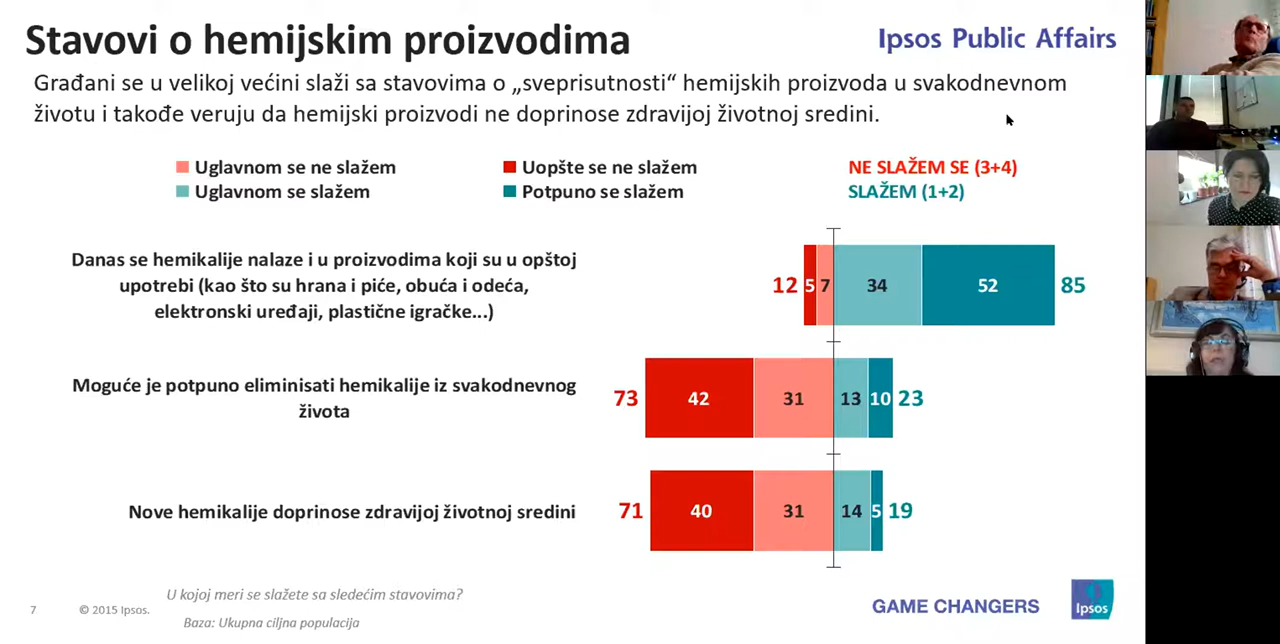 Stavovi o hemijskim proizvodima
Ipsos Public Affairs
Građani se u velikoj većini slaži sa stavovima o „sveprisutnosti“ hemijskih proizvoda u svakodnevnom
životu i takođe veruju da hemijski proizvodi ne doprinose zdravijoj životnoj sredini.
Uglavnom se ne slažem
Uopšte se ne slažem
NE SLAŽEM SE (3+4)
Uglavnom se slažem
Potpuno se slažem
SLAŽEM (1+2)
Danas se hemikalije nalaze i u proizvodima koji su u opštoj
upotrebi (kao što su hrana i piće, obuća i odeća,
elektronski uređaji, plastične igračke...)
12 5 7 34 52 85
Moguće je potpuno eliminisati hemikalije iz svakodnevnog
života
73 42 31 13 10 23
Nove hemikalije doprinose zdravijoj životnoj sredini
71 40 31 14 5 19
U kojoj meri se slažete sa sledećim stavovima?
7 © 2015 Ipsos.
Baza: Ukupna ciljna populacija
GAME CHANGERS
Ipsos